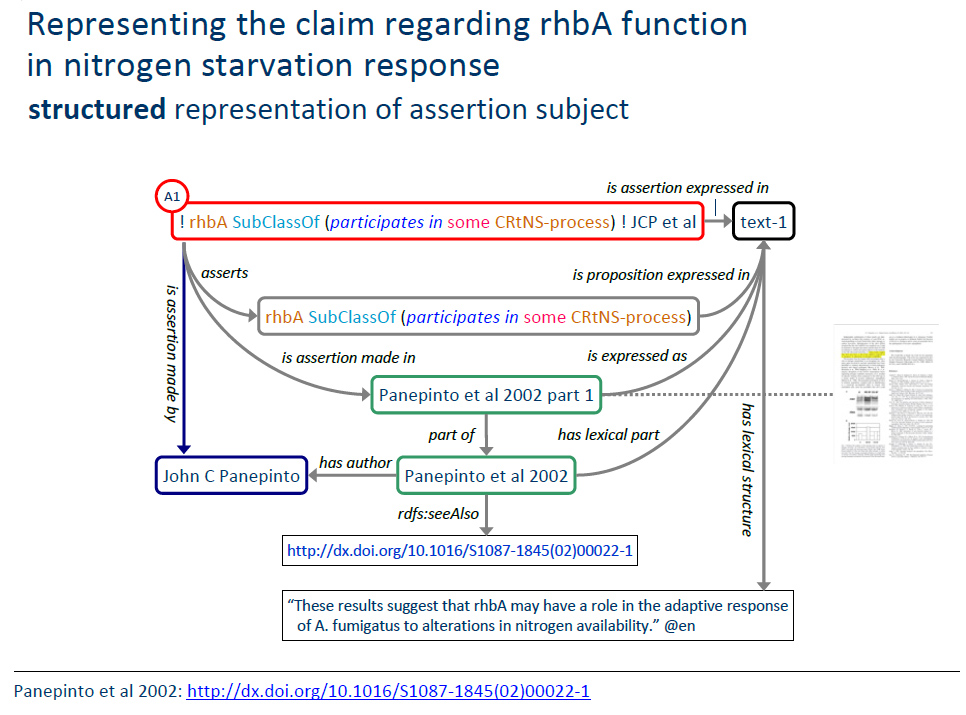 Representing the claim regarding rhbA function
in nitrogen starvation response
structured representation of assertion subject
is assertion expressed in
A1
! rhbA SubClassOf (participates in some CRtNS-process) ! JCP et al
text-1
asserts
is proposition expressed in
is assertion made by
rhbA SubClassOf (participates in some CRtNS-process)
is assertion made in
is expressed as
Panepinto et al 2002 part 1
part of
has lexical part
has lexical structure
John C Panepinto
has author
Panepinto et al 2002
rdfs:seeAlso
http://dx.doi.org/10.1016/S1087-1845(02)00022-1
“These results suggest that rhbA may have a role in the adaptive response
of A. fumigatus to alterations in nitrogen availability.” @en
Panepinto et al 2002: http://dx.doi.org/10.1016/S1087-1845(02)00022-1